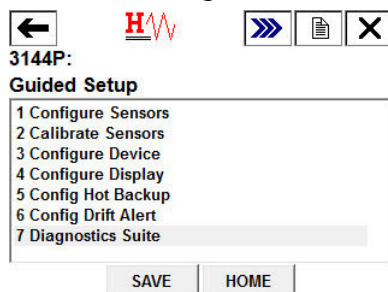 H
3144P:
Guided Setup
1 Configure Sensors
2 Calibrate Sensors
3 Configure Device
4 Configure Display
5 Config Hot Backup
6 Config Drift Alert
7 Diagnostics Suite
SAVE HOME